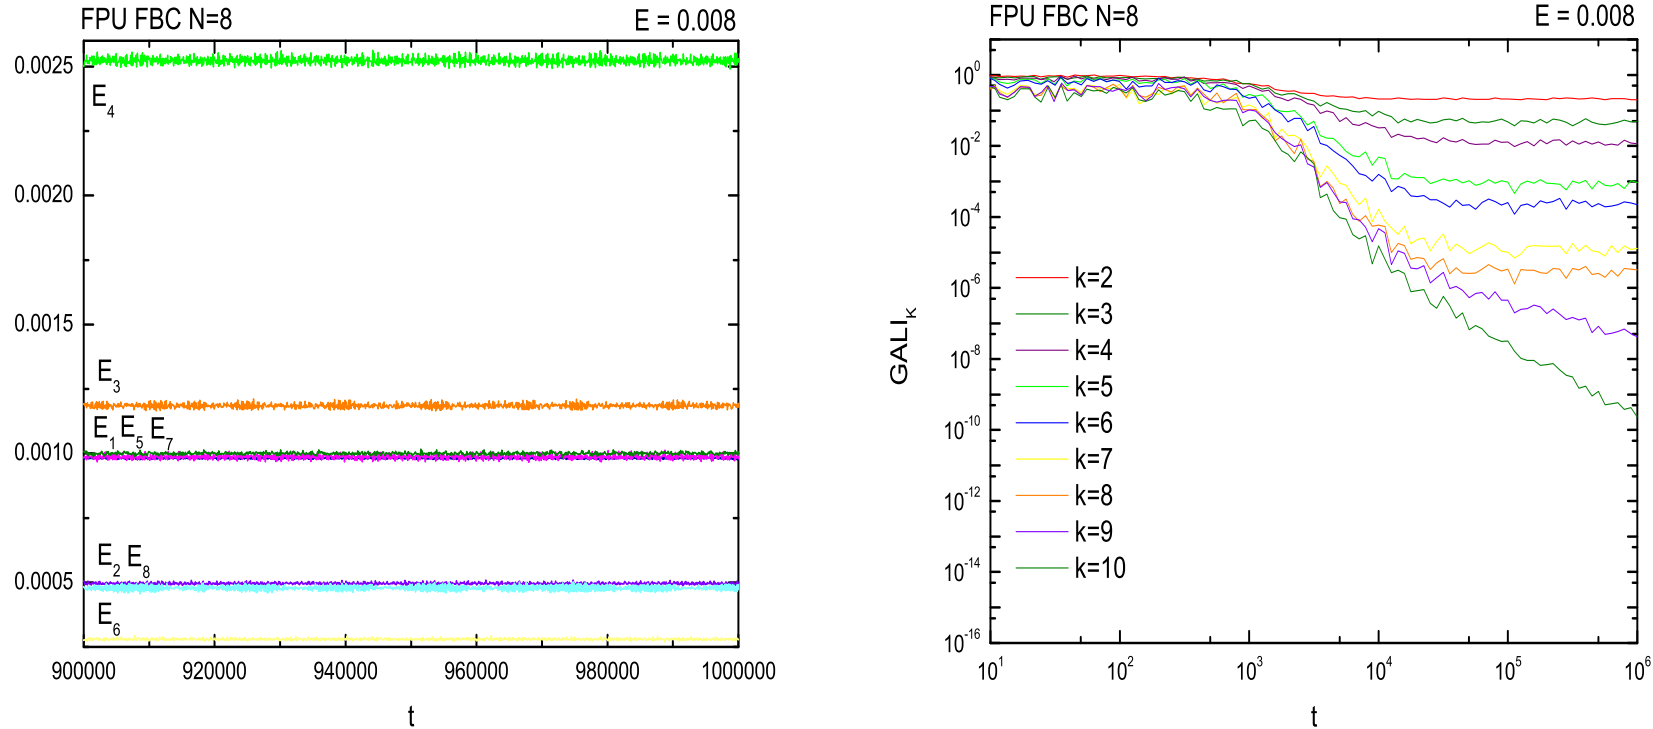 FPU FBC N=8
E = 0.008
0.0025
0.0020
0.0015
0.0010
0.0005
E4
E3
E1 E5 E7
E2 E8
E6
900000 920000 940000 960000 980000 1000000
t
FPU FBC N=8
E = 0.008
GALIK
10^0
10^-2
10^-4
10^-6
10^-8
10^-10
10^-12
10^-14
10^-16
k=2
k=3
k=4
k=5
k=6
k=7
k=8
k=9
k=10
10^1 10^2 10^3 10^4 10^5 10^6
t